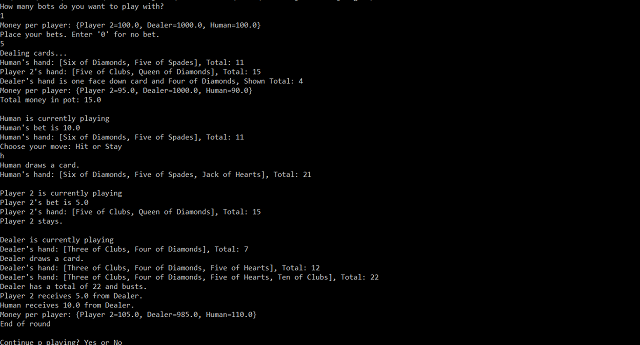 How many bots do you want to play with?
1
Money per player: {Player 2=100.0, Dealer=1000.0, Human=100.0}
Place your bets. Enter '0' for no bet.
5
Dealing cards...
Human's hand: [Six of Diamonds, Five of Spades], Total: 11
Player 2's hand: [Five of Clubs, Queen of Diamonds], Total: 15
Dealer's hand is one face down card and Four of Diamonds, Shown Total: 4
Money per player: {Player 2=95.0, Dealer=1000.0, Human=90.0}
Total money in pot: 15.0
Human is currently playing
Human's bet is 10.0
Human's hand: [Six of Diamonds, Five of Spades], Total: 11
Choose your move: Hit or Stay
h
Human draws a card.
Human's hand: [Six of Diamonds, Five of Spades, Jack of Hearts], Total: 21
Player 2 is currently playing
Player 2's bet is 5.0
Player 2's hand: [Five of Clubs, Queen of Diamonds], Total: 15
Player 2 stays.
Dealer is currently playing
Dealer's hand: [Three of Clubs, Four of Diamonds], Total: 7
Dealer draws a card.
Dealer's hand: [Three of Clubs, Four of Diamonds, Five of Hearts], Total: 12
Dealer's hand: [Three of Clubs, Four of Diamonds, Five of Hearts, Ten of Clubs], Total: 22
Dealer has a total of 22 and busts.
Player 2 receives 5.0 from Dealer.
Human receives 10.0 from Dealer.
Money per player: {Player 2=105.0, Dealer=985.0, Human=110.0}
End of round
Continue p playing? Yes or No